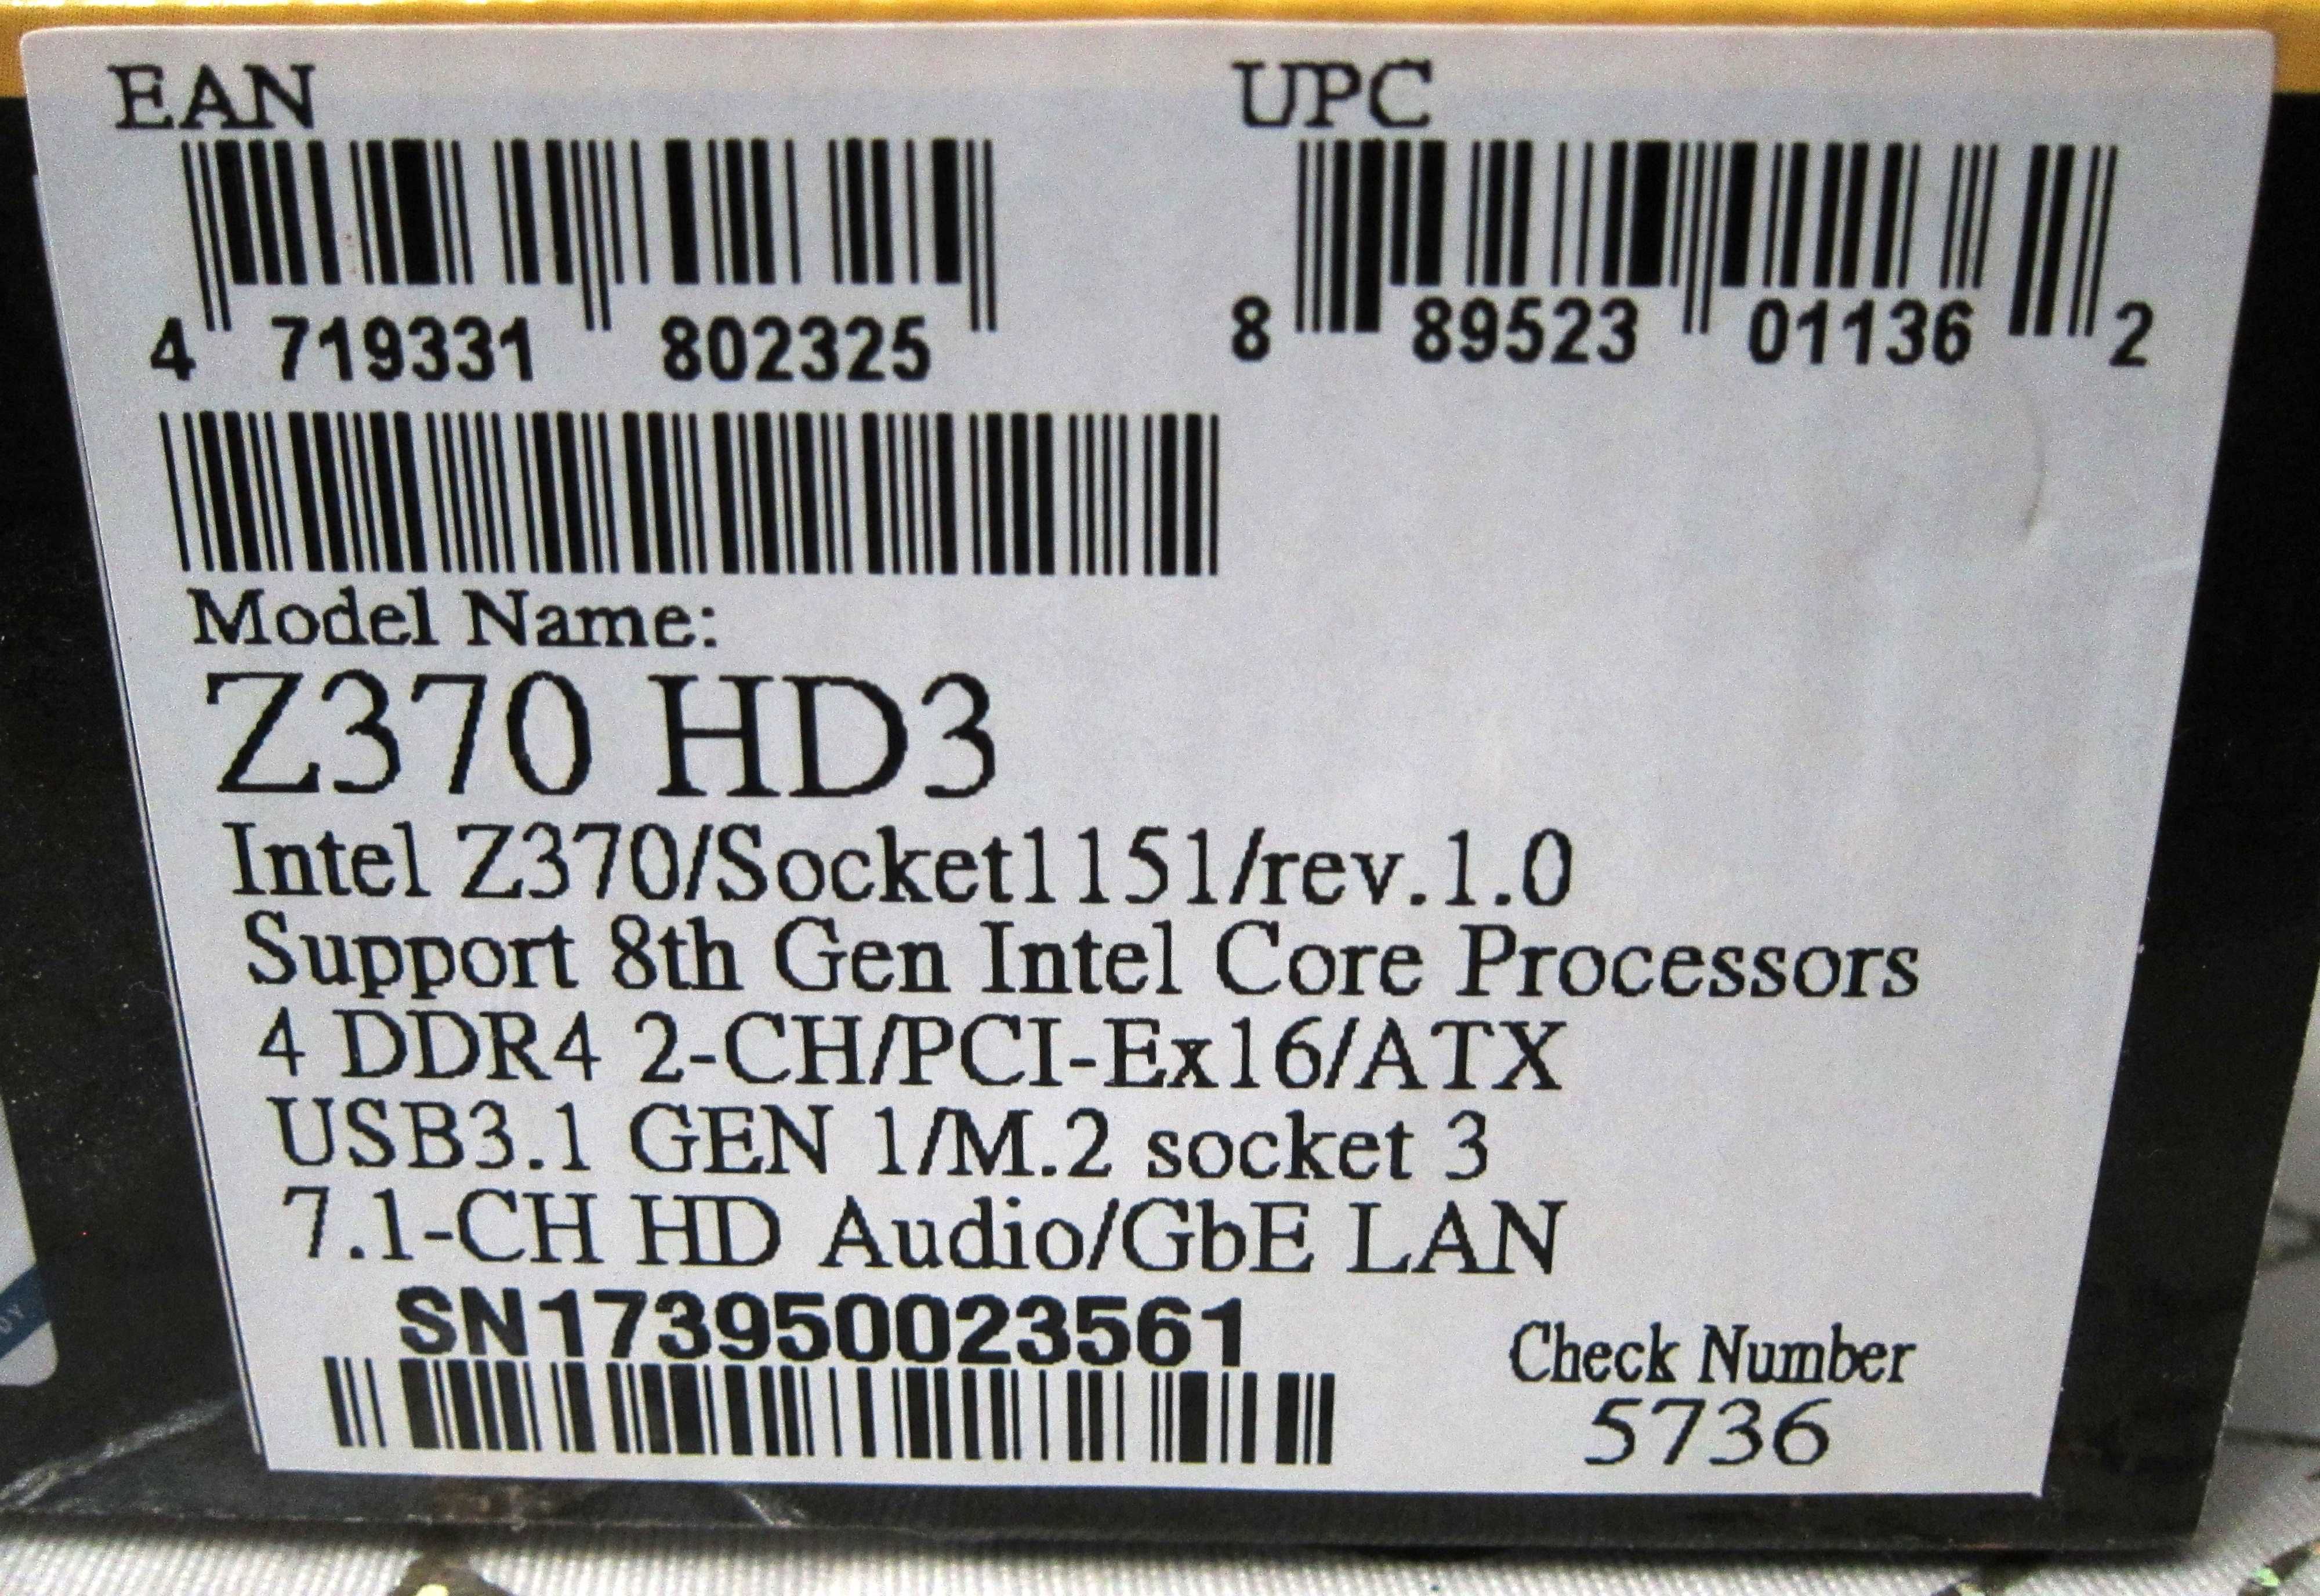 EAN
UPC
4 719331 802325
8 89523 01136 2
Model Name:
Z370 HD3
Intel Z370/Socket1151/rev.1.0
Support 8th Gen Intel Core Processors
4 DDR4 2-CH/PCI-Ex16/ATX
USB3.1 GEN 1/M.2 socket 3
7.1-CH HD Audio/GbE LAN
SN173950023561
Check Number
5736